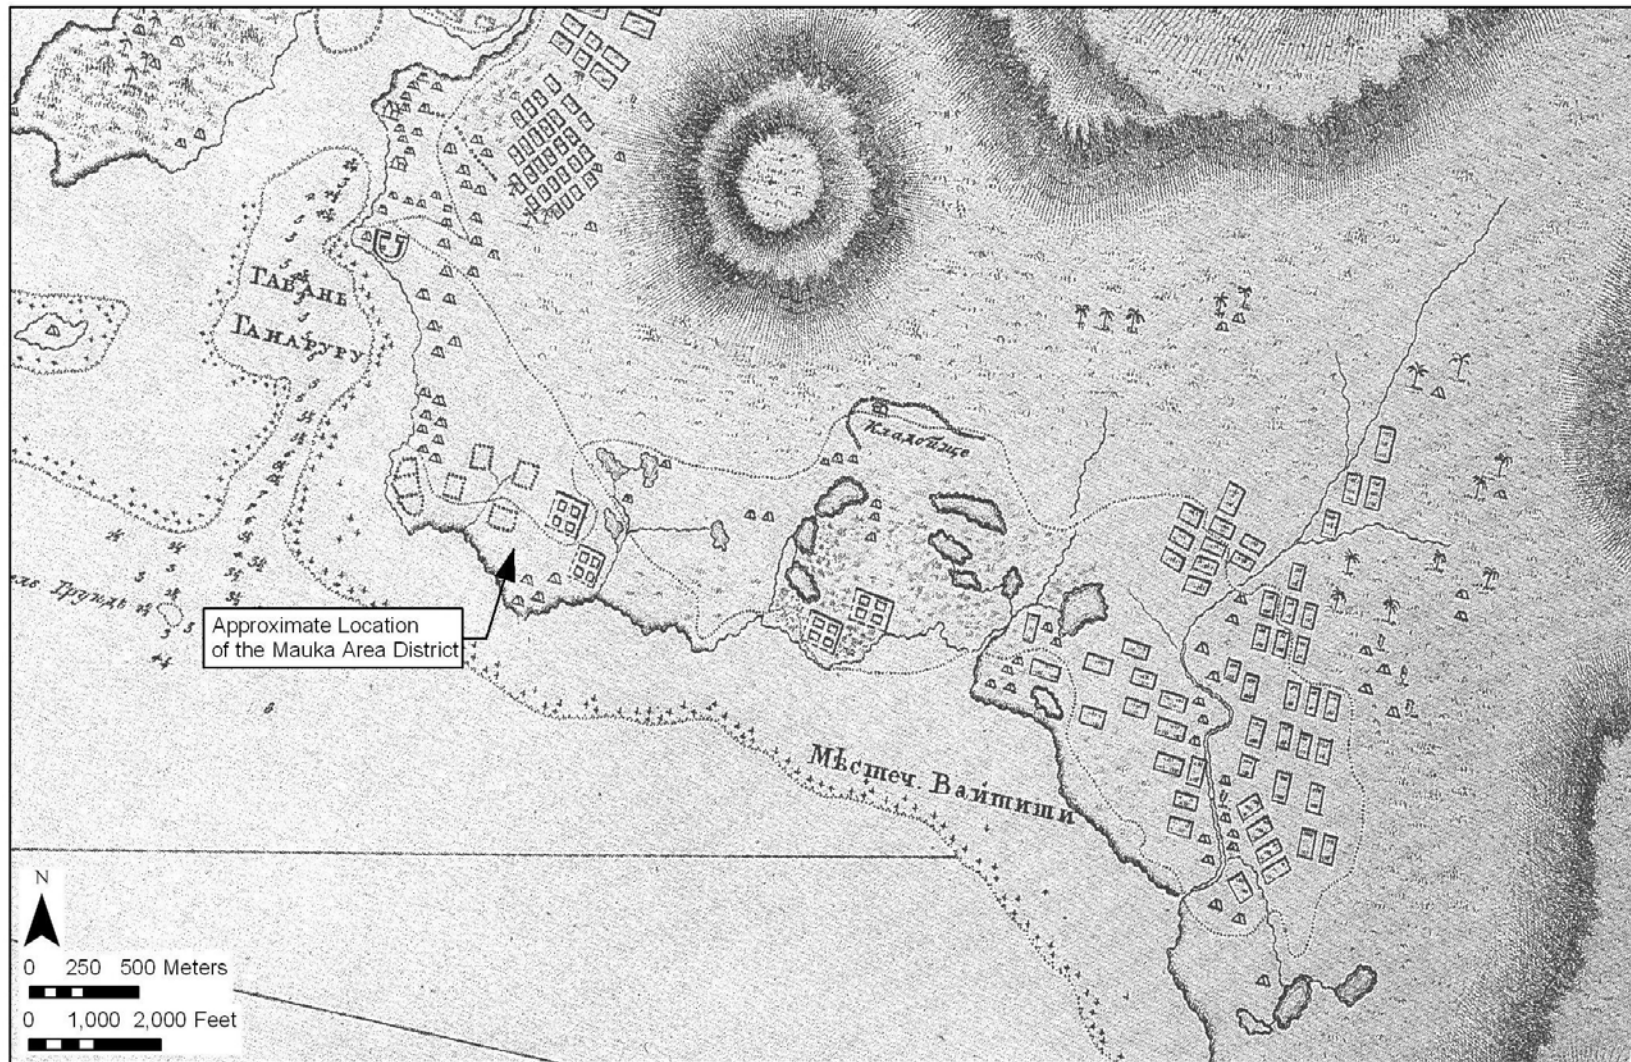 ГАВАНЬ
ГАНАРУРУ
Кладбище
Грундъ
Approximate Location
of the Mauka Area District
Мѣстеч. Вайтити
N
0 250 500 Meters
0 1,000 2,000 Feet